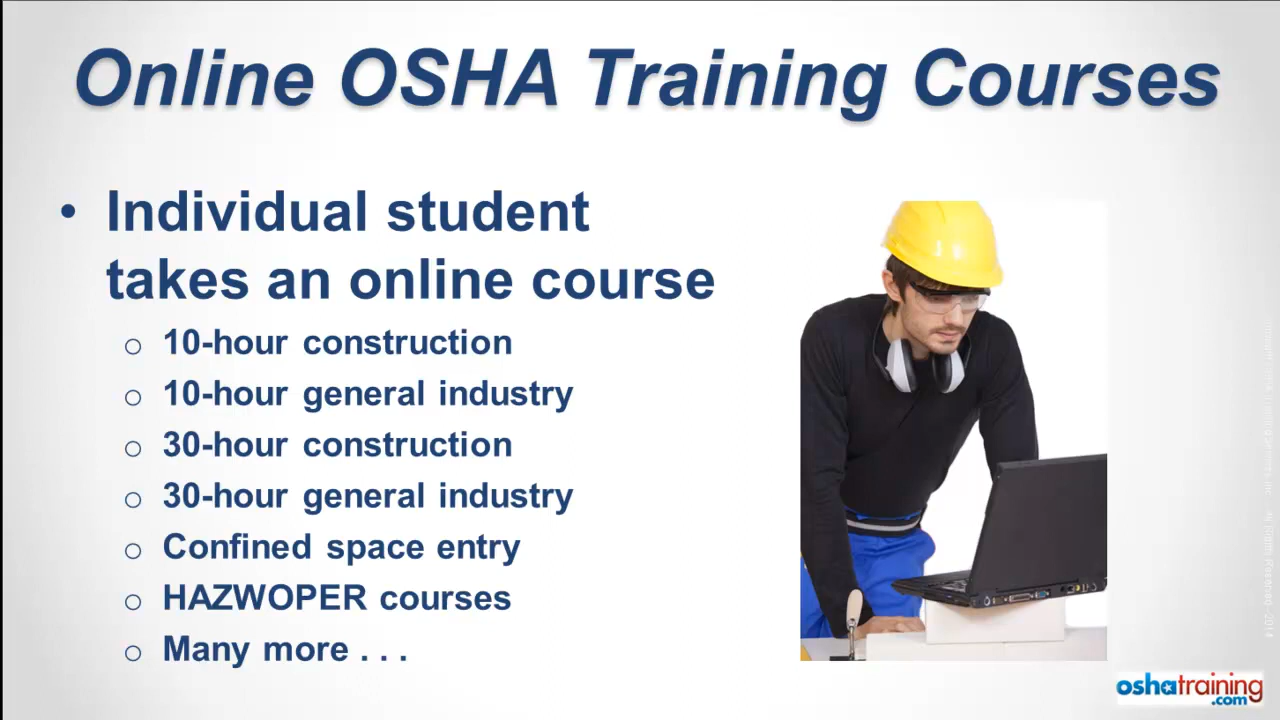 Online OSHA Training Courses
• Individual student
takes an online course
o 10-hour construction
o 10-hour general industry
o 30-hour construction
o 30-hour general industry
o Confined space entry
o HAZWOPER courses
o Many more . . .
oshatraining
.com